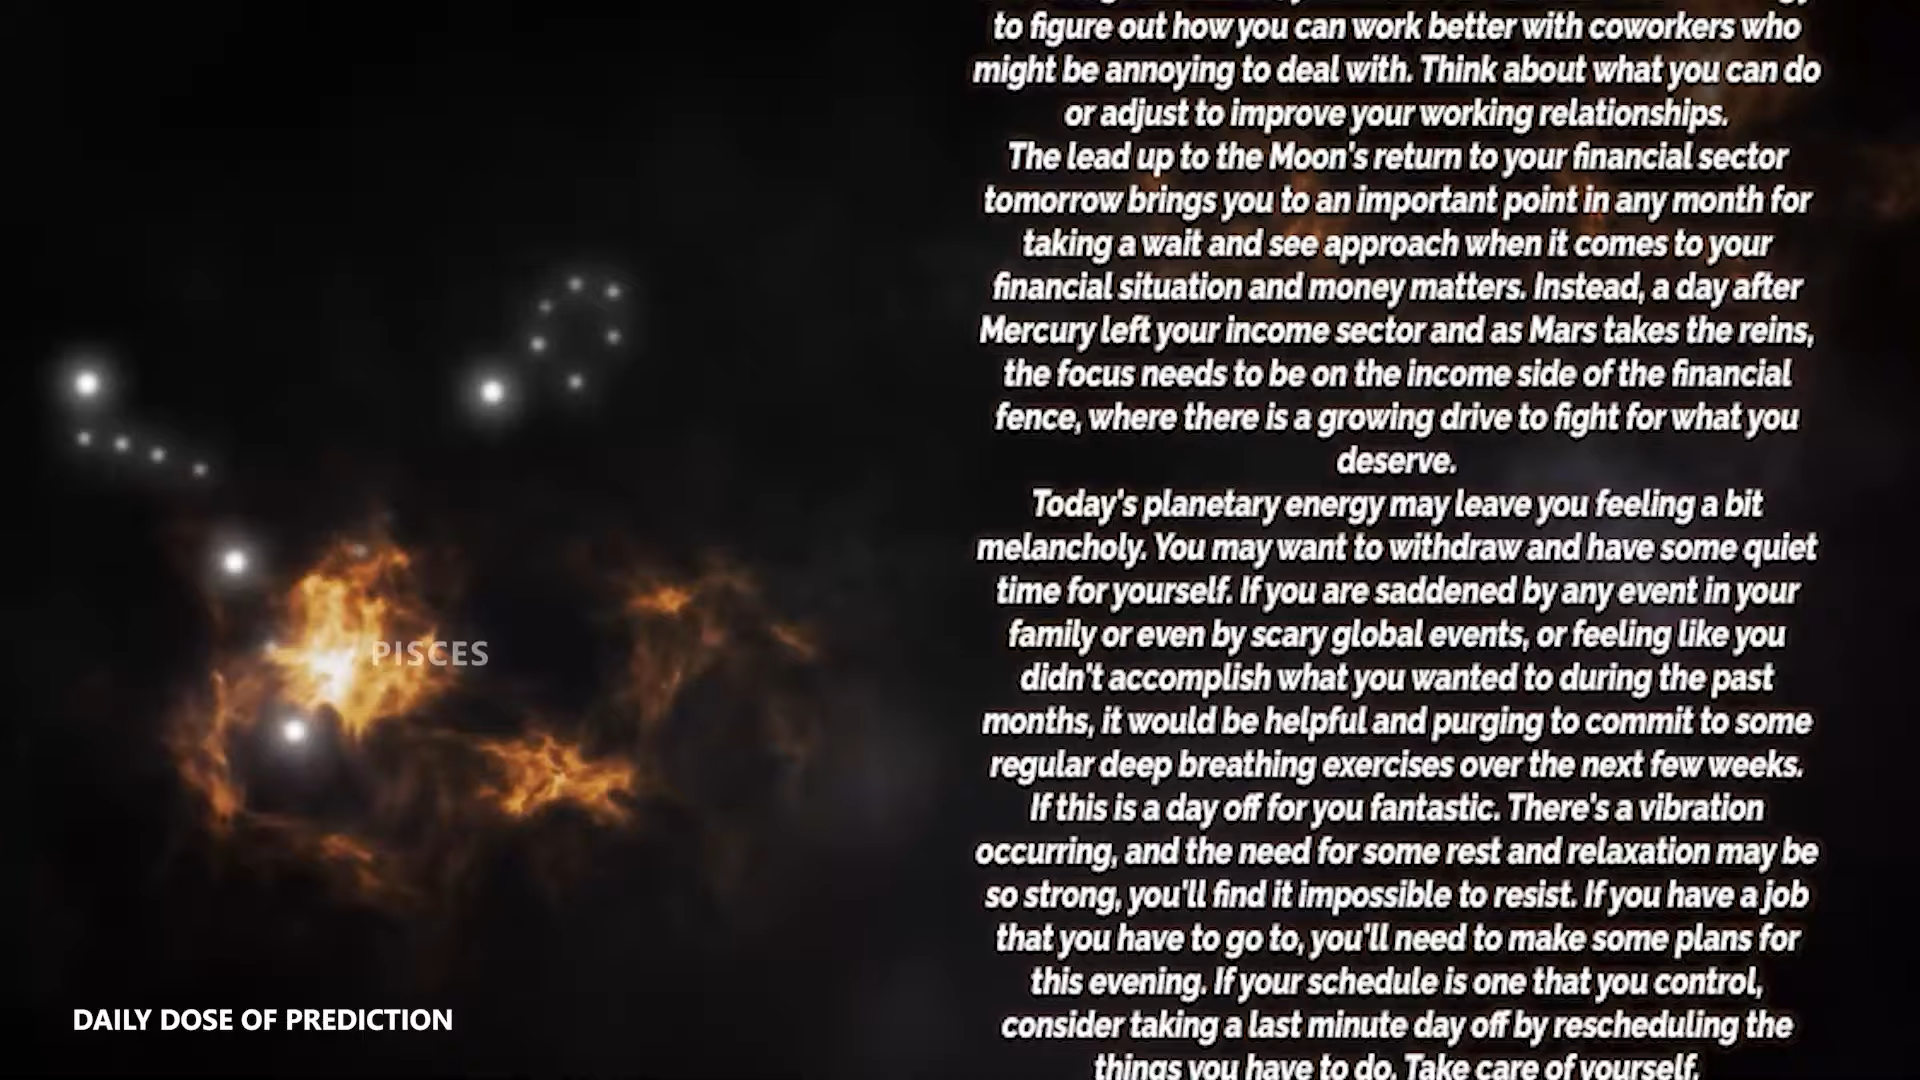 to figure out how you can work better with coworkers who
might be annoying to deal with. Think about what you can do
or adjust to improve your working relationships.
The lead up to the Moon's return to your financial sector
tomorrow brings you to an important point in any month for
taking a wait and see approach when it comes to your
financial situation and money matters. Instead, a day after
Mercury left your income sector and as Mars takes the reins,
the focus needs to be on the income side of the financial
fence, where there is a growing drive to fight for what you
deserve.
Today's planetary energy may leave you feeling a bit
melancholy. You may want to withdraw and have some quiet
time for yourself. If you are saddened by any event in your
family or even by scary global events, or feeling like you
didn't accomplish what you wanted to during the past
months, it would be helpful and purging to commit to some
regular deep breathing exercises over the next few weeks.
If this is a day off for you fantastic. There's a vibration
occurring, and the need for some rest and relaxation may be
so strong, you'll find it impossible to resist. If you have a job
that you have to go to, you'll need to make some plans for
this evening. If your schedule is one that you control,
consider taking a last minute day off by rescheduling the
things you have to do. Take care of yourself.
PISCES
DAILY DOSE OF PREDICTION